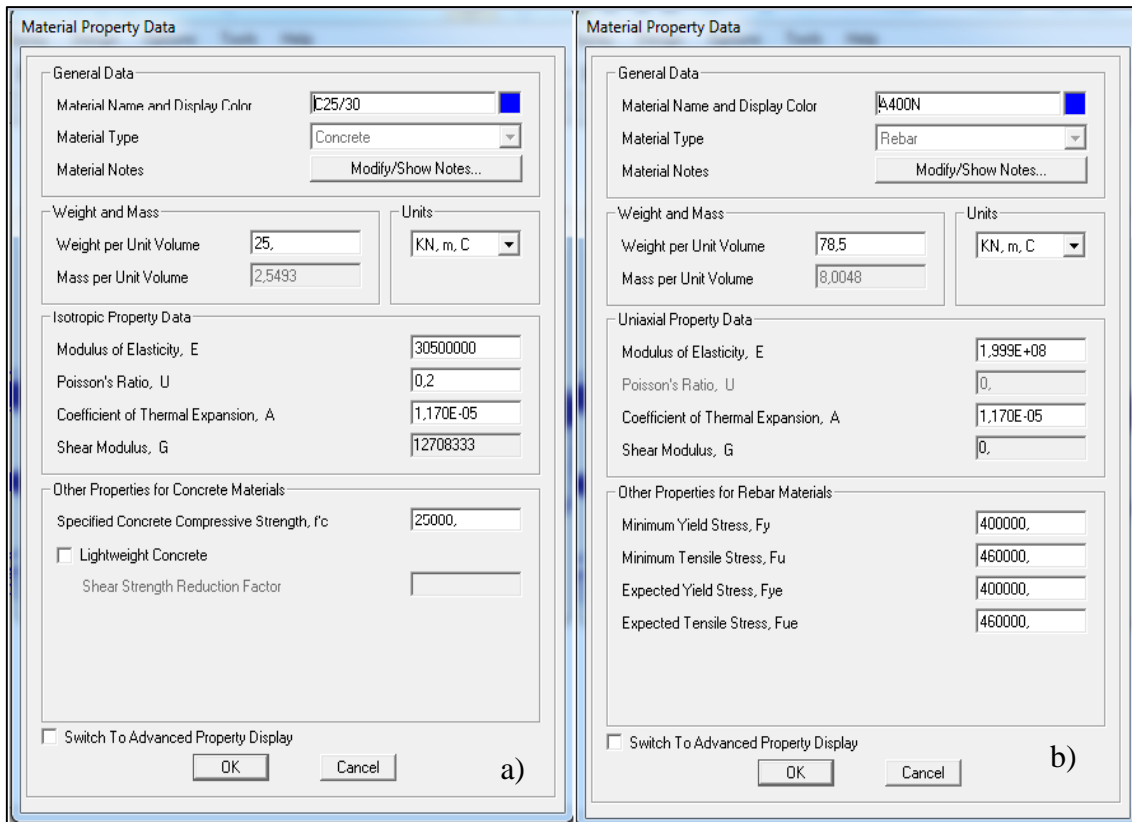 Material Property Data
General Data
Material Name and Display Color C25/30
Material Type Concrete
Material Notes Modify/Show Notes...
Weight and Mass
Units
Weight per Unit Volume 25,
KN, m, C
Mass per Unit Volume 2,5493
Isotropic Property Data
Modulus of Elasticity, E 30500000
Poisson's Ratio, U 0,2
Coefficient of Thermal Expansion, A 1,170E-05
Shear Modulus, G 12708333
Other Properties for Concrete Materials
Specified Concrete Compressive Strength, f'c 25000,
Lightweight Concrete
Shear Strength Reduction Factor
Switch To Advanced Property Display
OK Cancel
a)
Material Property Data
General Data
Material Name and Display Color A400N
Material Type Rebar
Material Notes Modify/Show Notes...
Weight and Mass
Units
Weight per Unit Volume 78,5
KN, m, C
Mass per Unit Volume 8,0048
Uniaxial Property Data
Modulus of Elasticity, E 1,999E+08
Poisson's Ratio, U 0,
Coefficient of Thermal Expansion, A 1,170E-05
Shear Modulus, G 0,
Other Properties for Rebar Materials
Minimum Yield Stress, Fy 400000,
Minimum Tensile Stress, Fu 460000,
Expected Yield Stress, Fye 400000,
Expected Tensile Stress, Fue 460000,
Switch To Advanced Property Display
OK Cancel
b)